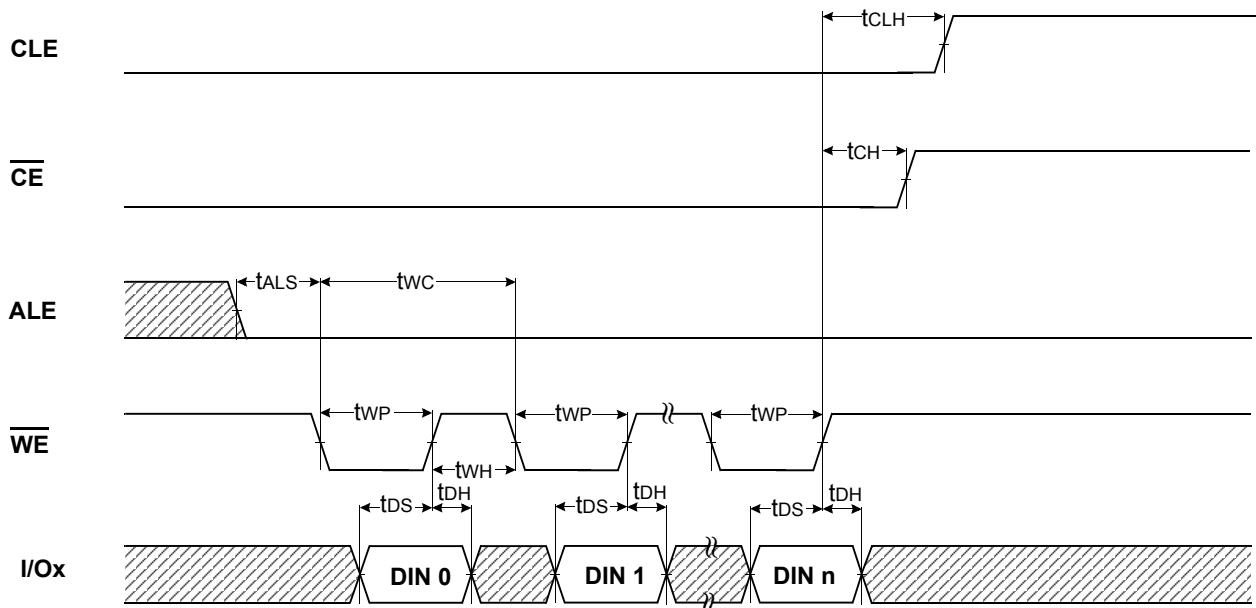 tCLH
CLE
tCH
CE
tALS
tWC
ALE
tWP
tWP
tWP
WE
tWH
tDS
tDH
tDS
tDH
tDS
tDH
I/Ox
DIN 0
DIN 1
DIN n